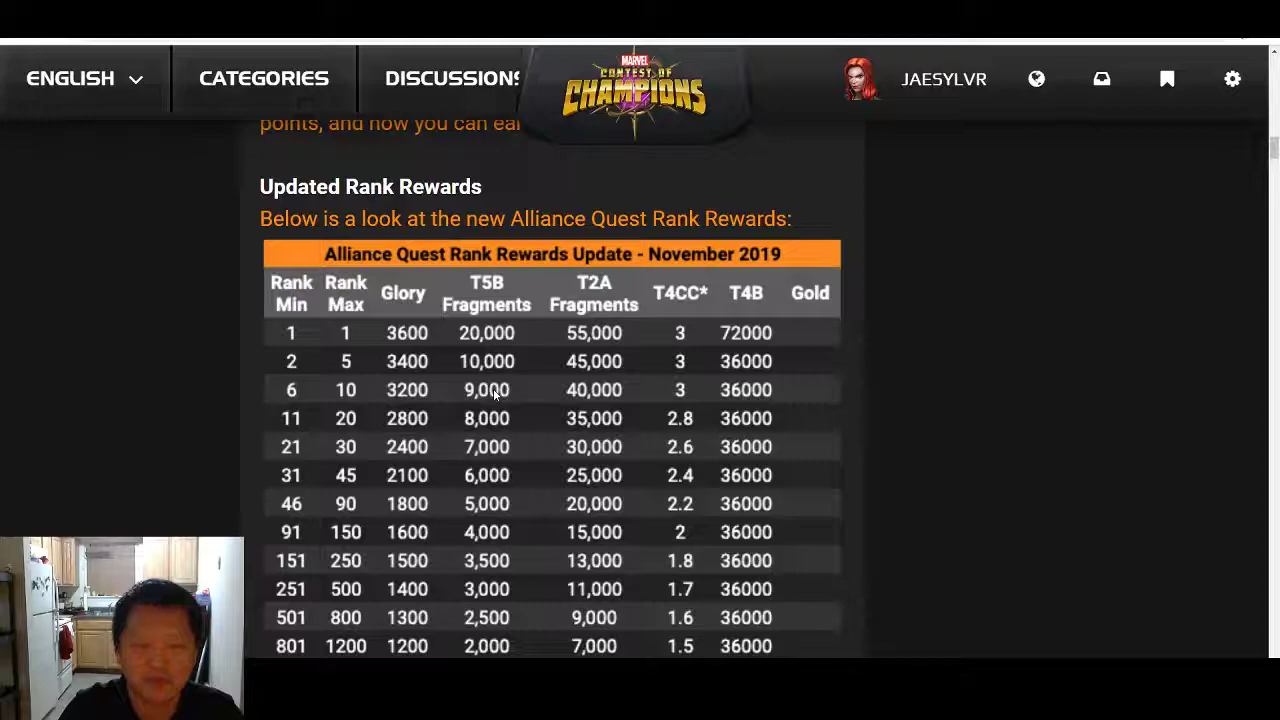 ENGLISH CATEGORIES DISCUSSIONS MARVEL CONTEST OF CHAMPIONS JAESYLVR
points, and now you can ear
Updated Rank Rewards
Below is a look at the new Alliance Quest Rank Rewards:
Alliance Quest Rank Rewards Update - November 2019
Rank Min Rank Max Glory T5B Fragments T2A Fragments T4CC* T4B Gold
1 1 3600 20,000 55,000 3 72000
2 5 3400 10,000 45,000 3 36000
6 10 3200 9,000 40,000 3 36000
11 20 2800 8,000 35,000 2.8 36000
21 30 2400 7,000 30,000 2.6 36000
31 45 2100 6,000 25,000 2.4 36000
46 90 1800 5,000 20,000 2.2 36000
91 150 1600 4,000 15,000 2 36000
151 250 1500 3,500 13,000 1.8 36000
251 500 1400 3,000 11,000 1.7 36000
501 800 1300 2,500 9,000 1.6 36000
801 1200 1200 2,000 7,000 1.5 36000